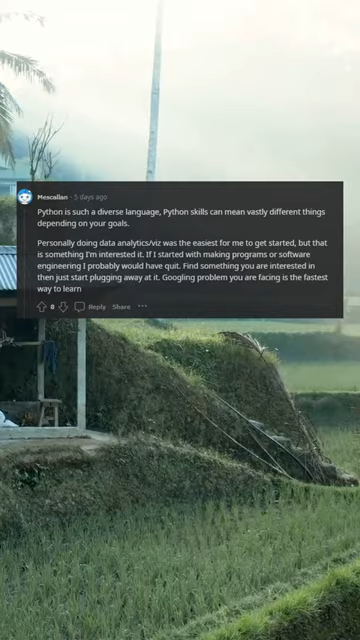 Mescallan · 5 days ago
Python is such a diverse language, Python skills can mean vastly different things
depending on your goals.
Personally doing data analytics/viz was the easiest for me to get started, but that
is something I'm interested it. If I started with making programs or software
engineering I probably would have quit. Find something you are interested in
then just start plugging away at it. Googling problem you are facing is the fastest
way to learn
8 Reply Share ···